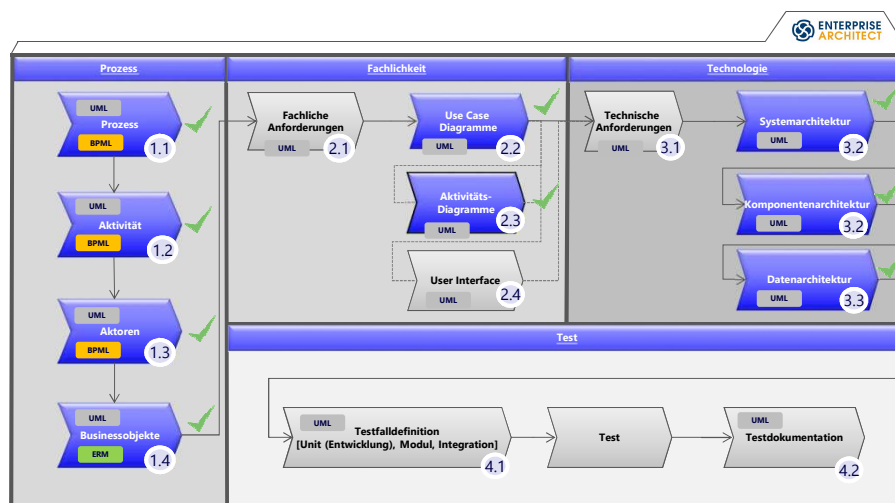 ENTERPRISE
ARCHITECT
Prozess
UML
Prozess
BPML
1.1
UML
Aktivität
BPML
1.2
UML
Aktoren
BPML
1.3
UML
Businessobjekte
ERM
1.4
Fachlichkeit
Fachliche
Anforderungen
UML
2.1
Use Case
Diagramme
UML
2.2
Aktivitäts-
Diagramme
UML
2.3
User Interface
UML
2.4
Technologie
Technische
Anforderungen
UML
3.1
Systemarchitektur
UML
3.2
Komponentenarchitektur
UML
3.2
Datenarchitektur
UML
3.3
Test
UML
Testfalldefinition
[Unit (Entwicklung), Modul, Integration]
4.1
Test
UML
Testdokumentation
4.2